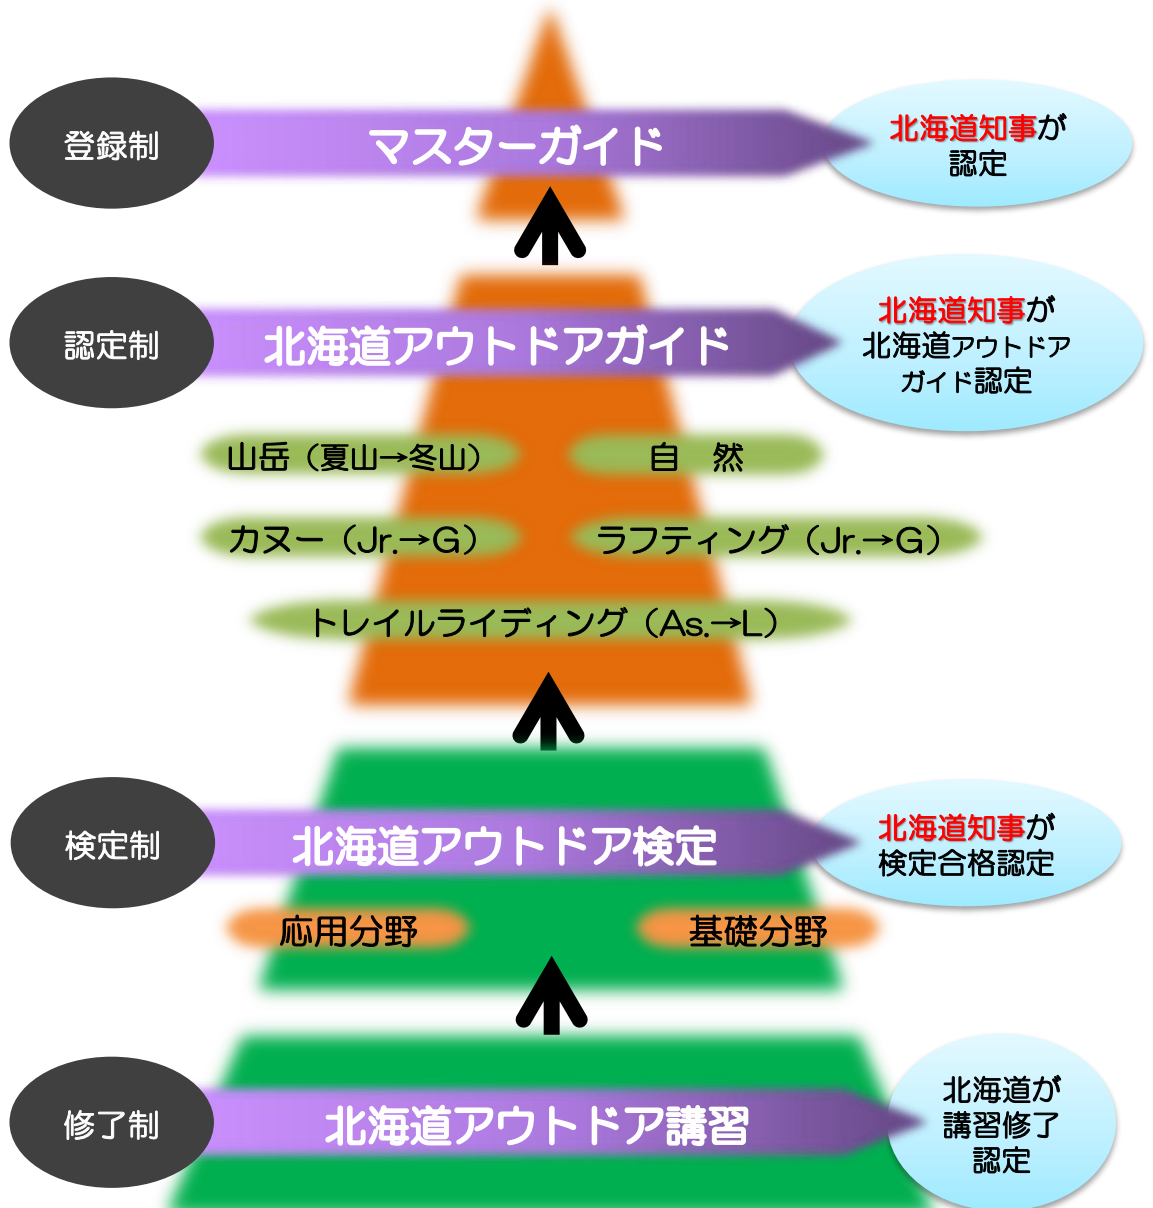 登録制
マスターガイド
北海道知事が
認定
認定制
北海道アウトドアガイド
北海道知事が
北海道アウトドア
ガイド認定
山岳（夏山→冬山）
自　然
カヌー（Jr.→G）
ラフティング（Jr.→G）
トレイルライディング（As.→L）
検定制
北海道アウトドア検定
北海道知事が
検定合格認定
応用分野
基礎分野
修了制
北海道アウトドア講習
北海道が
講習修了
認定